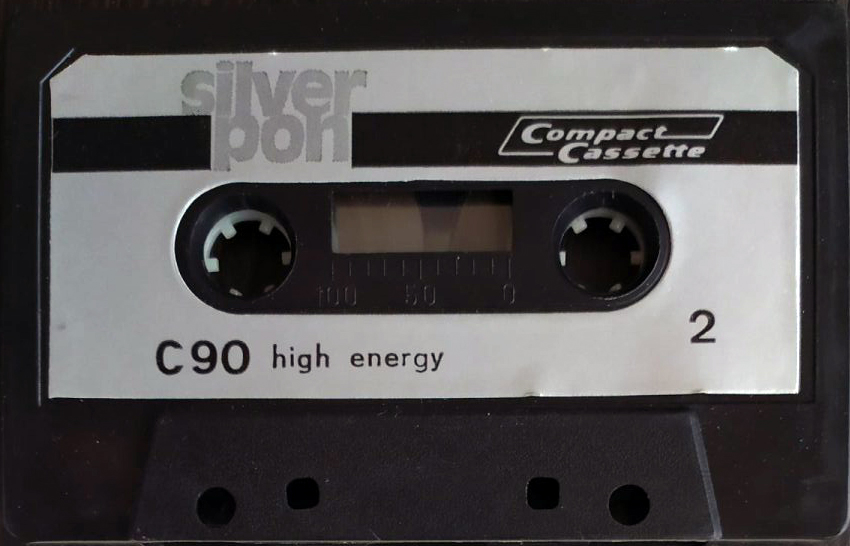 silver
pon
Compact
Cassette
100 50 0
2
C90 high energy